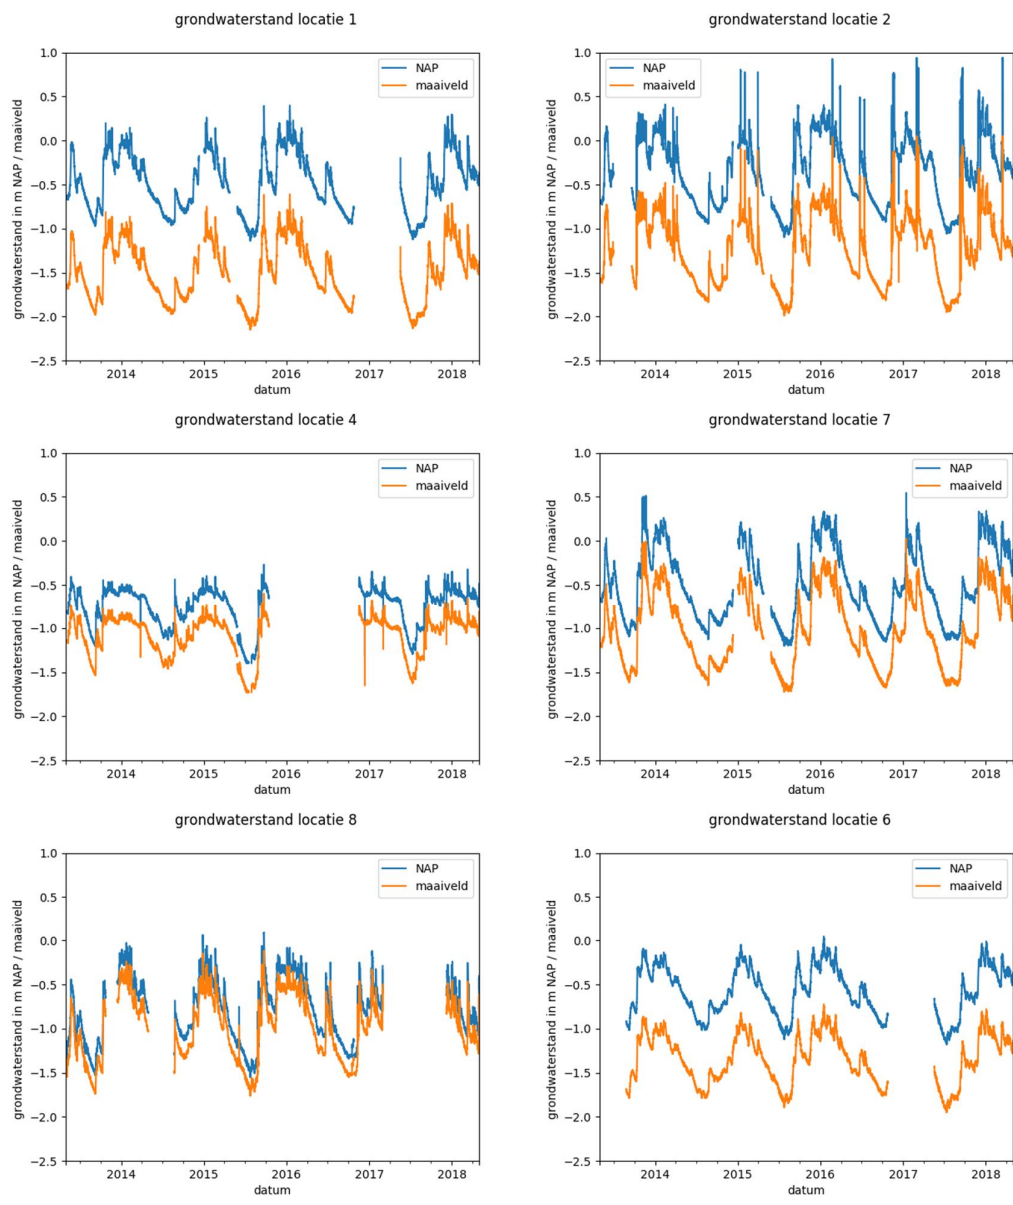 grondwaterstand locatie 1
grondwaterstand in m NAP / maaiveld
1.0
0.5
0.0
−0.5
−1.0
−1.5
−2.0
−2.5
NAP
maaiveld
2014 2015 2016 2017 2018
datum
grondwaterstand locatie 2
grondwaterstand in m NAP / maaiveld
1.0
0.5
0.0
−0.5
−1.0
−1.5
−2.0
−2.5
NAP
maaiveld
2014 2015 2016 2017 2018
datum
grondwaterstand locatie 4
grondwaterstand in m NAP / maaiveld
1.0
0.5
0.0
−0.5
−1.0
−1.5
−2.0
−2.5
NAP
maaiveld
2014 2015 2016 2017 2018
datum
grondwaterstand locatie 7
grondwaterstand in m NAP / maaiveld
1.0
0.5
0.0
−0.5
−1.0
−1.5
−2.0
−2.5
NAP
maaiveld
2014 2015 2016 2017 2018
datum
grondwaterstand locatie 8
grondwaterstand in m NAP / maaiveld
1.0
0.5
0.0
−0.5
−1.0
−1.5
−2.0
−2.5
NAP
maaiveld
2014 2015 2016 2017 2018
datum
grondwaterstand locatie 6
grondwaterstand in m NAP / maaiveld
1.0
0.5
0.0
−0.5
−1.0
−1.5
−2.0
−2.5
NAP
maaiveld
2014 2015 2016 2017 2018
datum